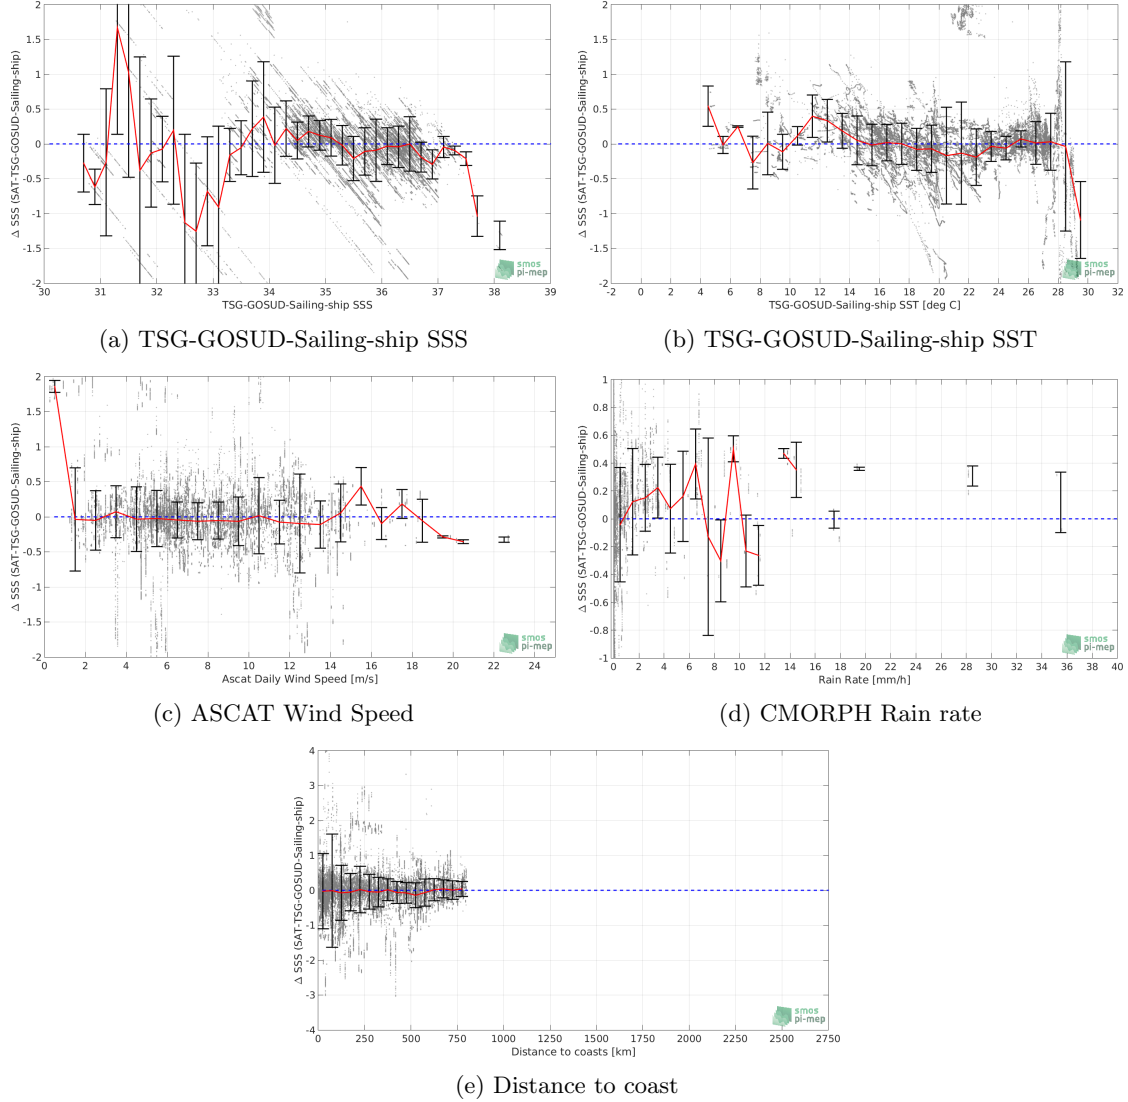 Δ SSS (SAT-TSG-GOSUD-Sailing-ship)
2
1.5
1
0.5
0
-0.5
-1
-1.5
-2
30 31 32 33 34 35 36 37 38 39
TSG-GOSUD-Sailing-ship SSS
smos
pi-mep
(a) TSG-GOSUD-Sailing-ship SSS
Δ SSS (SAT-TSG-GOSUD-Sailing-ship)
2
1.5
1
0.5
0
-0.5
-1
-1.5
-2
-2 0 2 4 6 8 10 12 14 16 18 20 22 24 26 28 30 32
TSG-GOSUD-Sailing-ship SST [deg C]
smos
pi-mep
(b) TSG-GOSUD-Sailing-ship SST
Δ SSS (SAT-TSG-GOSUD-Sailing-ship)
2
1.5
1
0.5
0
-0.5
-1
-1.5
-2
0 2 4 6 8 10 12 14 16 18 20 22 24
Ascat Daily Wind Speed [m/s]
smos
pi-mep
(c) ASCAT Wind Speed
Δ SSS (SAT-TSG-GOSUD-Sailing-ship)
1
0.8
0.6
0.4
0.2
0
-0.2
-0.4
-0.6
-0.8
-1
0 2 4 6 8 10 12 14 16 18 20 22 24 26 28 30 32 34 36 38 40
Rain Rate [mm/h]
smos
pi-mep
(d) CMORPH Rain rate
Δ SSS (SAT-TSG-GOSUD-Sailing-ship)
4
3
2
1
0
-1
-2
-3
-4
0 250 500 750 1000 1250 1500 1750 2000 2250 2500 2750
Distance to coasts [km]
smos
pi-mep
(e) Distance to coast